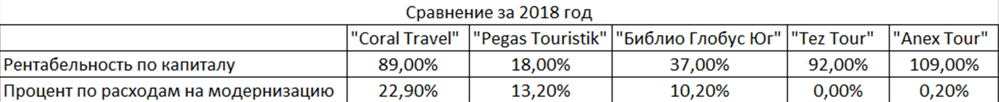 Сравнение за 2018 год
"Coral Travel" "Pegas Touristik" "Библио Глобус Юг" "Tez Tour" "Anex Tour"
Рентабельность по капиталу 89,00% 18,00% 37,00% 92,00% 109,00%
Процент по расходам на модернизацию 22,90% 13,20% 10,20% 0,00% 0,20%